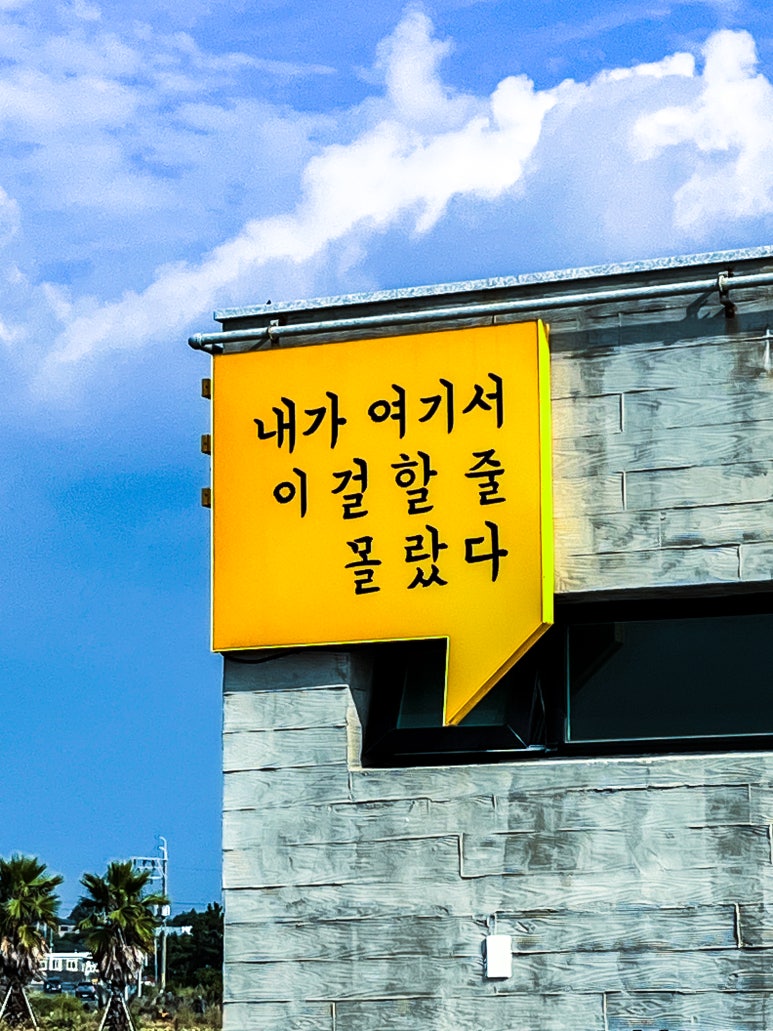 내가 여기서
이 걸 할 줄
몰 랐 다